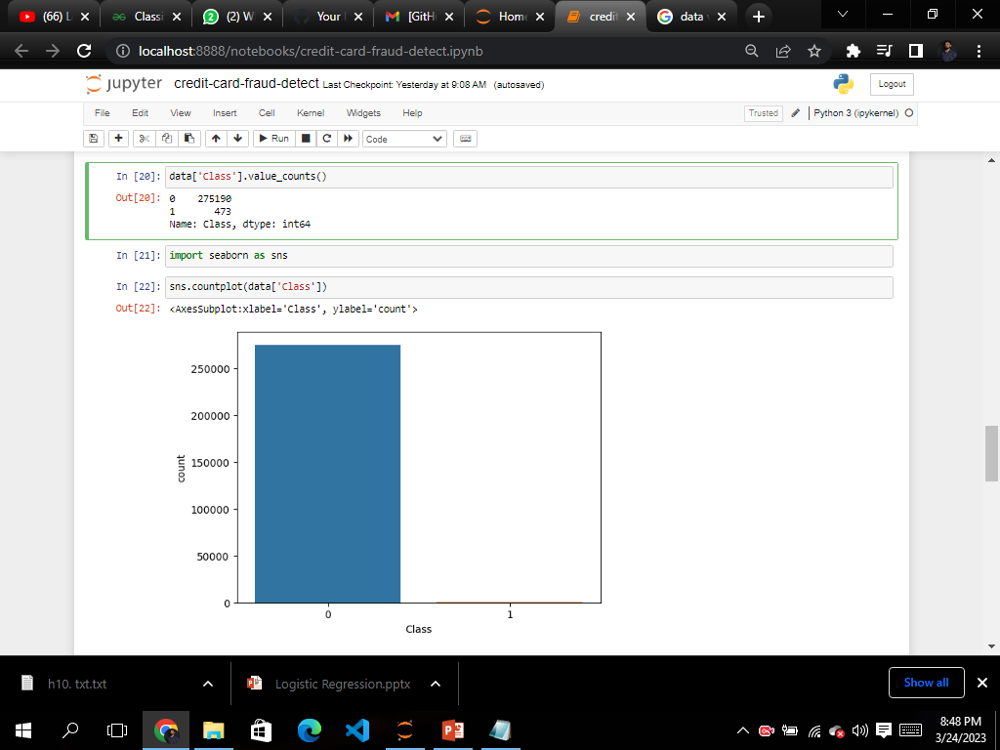 (66) L
Classi
(2) W
Your
[GitH
Home
credit
data
localhost:8888/notebooks/credit-card-fraud-detect.ipynb
jupyter credit-card-fraud-detect Last Checkpoint: Yesterday at 9:08 AM (autosaved)
Logout
File Edit View Insert Cell Kernel Widgets Help
Trusted Python 3 (ipykernel)
Run Code
In [20]: data['Class'].value_counts()
Out[20]: 0 275190
1 473
Name: Class, dtype: int64
In [21]: import seaborn as sns
In [22]: sns.countplot(data['Class'])
Out[22]: <AxesSubplot:xlabel='Class', ylabel='count'>
250000
200000
150000
100000
50000
0
count
0 1
Class
h10. txt.txt
Logistic Regression.pptx
Show all
8:48 PM
3/24/2023